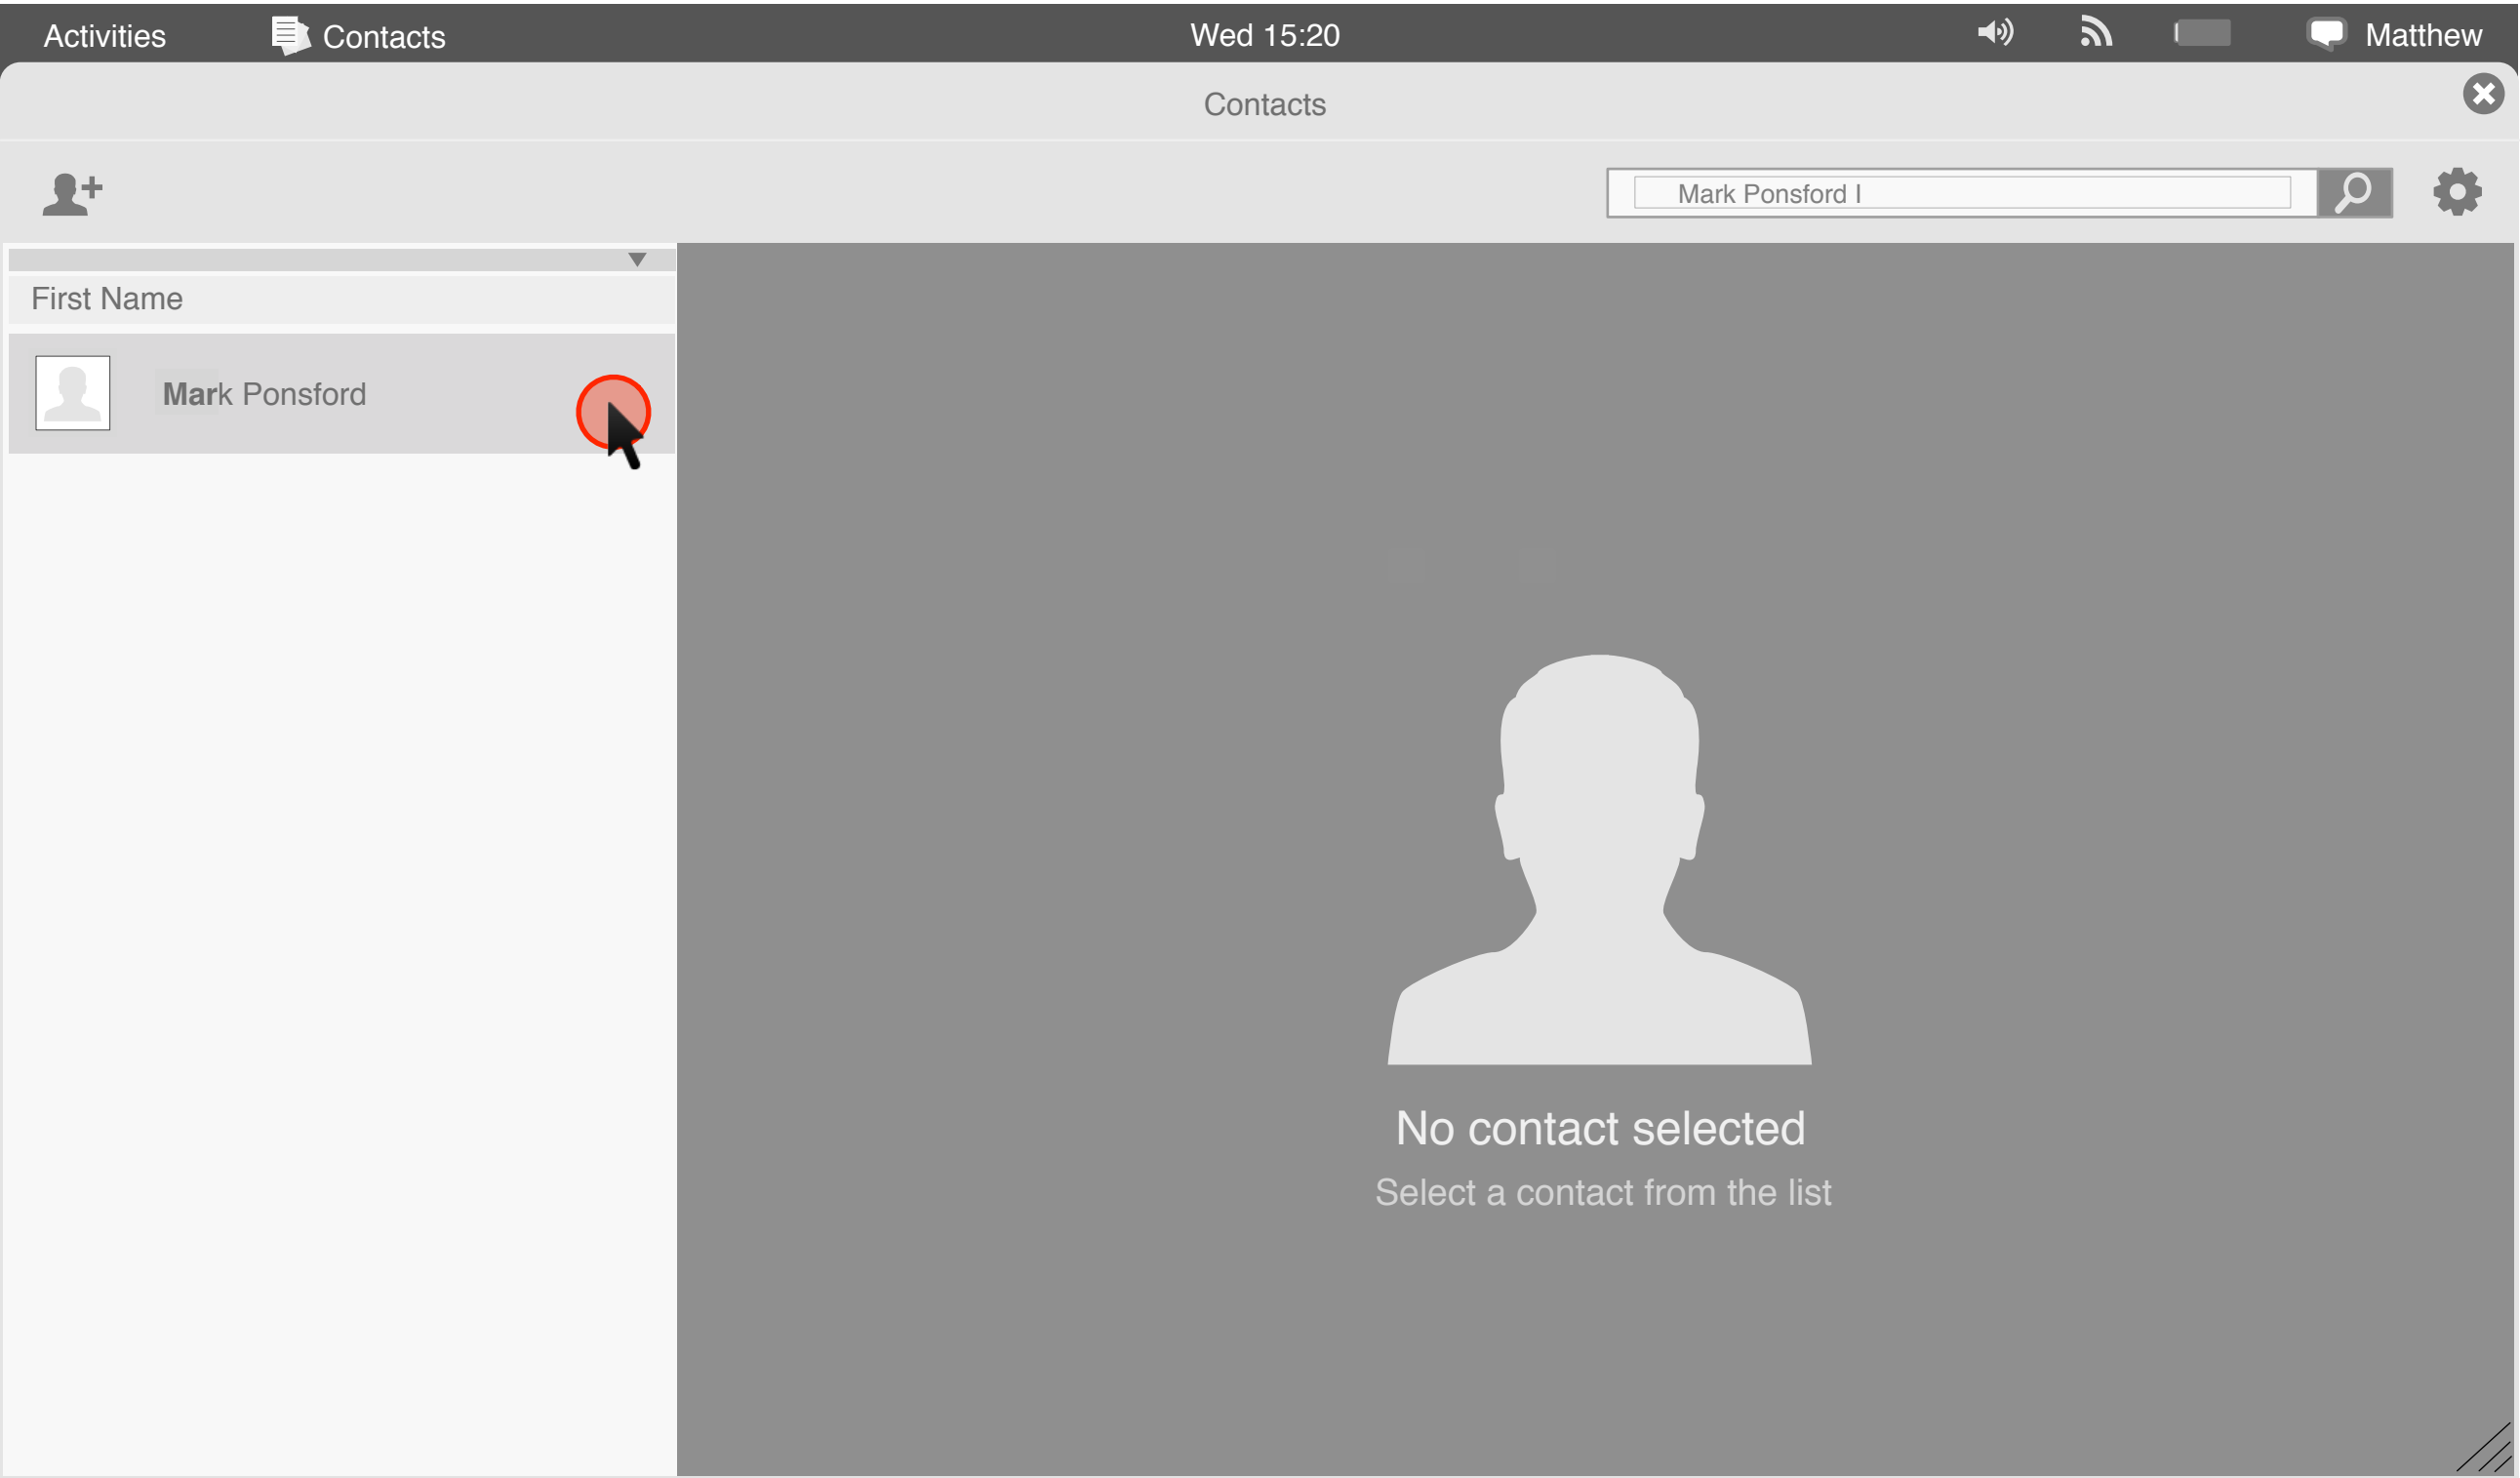 Activities Contacts Wed 15:20 Matthew
Contacts
Mark Ponsford I
First Name
Mark Ponsford
No contact selected
Select a contact from the list